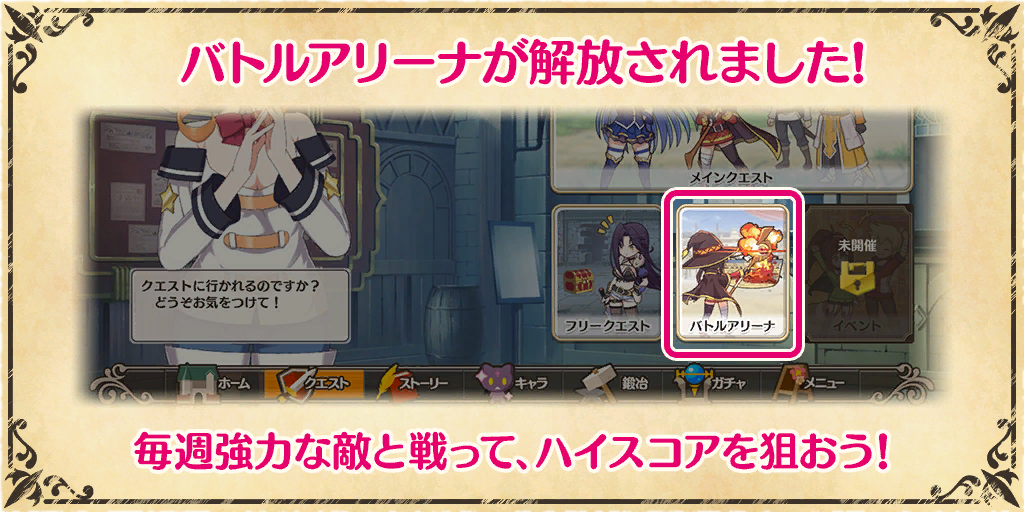 バトルアリーナが解放されました!
メインクエスト
未開催
クエストに行かれるのですか?
どうぞお気をつけて!
フリークエスト
バトルアリーナ
イベント
ホーム
クエスト
ストーリー
キャラ
鍛冶
ガチャ
メニュー
毎週強力な敵と戦って、ハイスコアを狙おう!